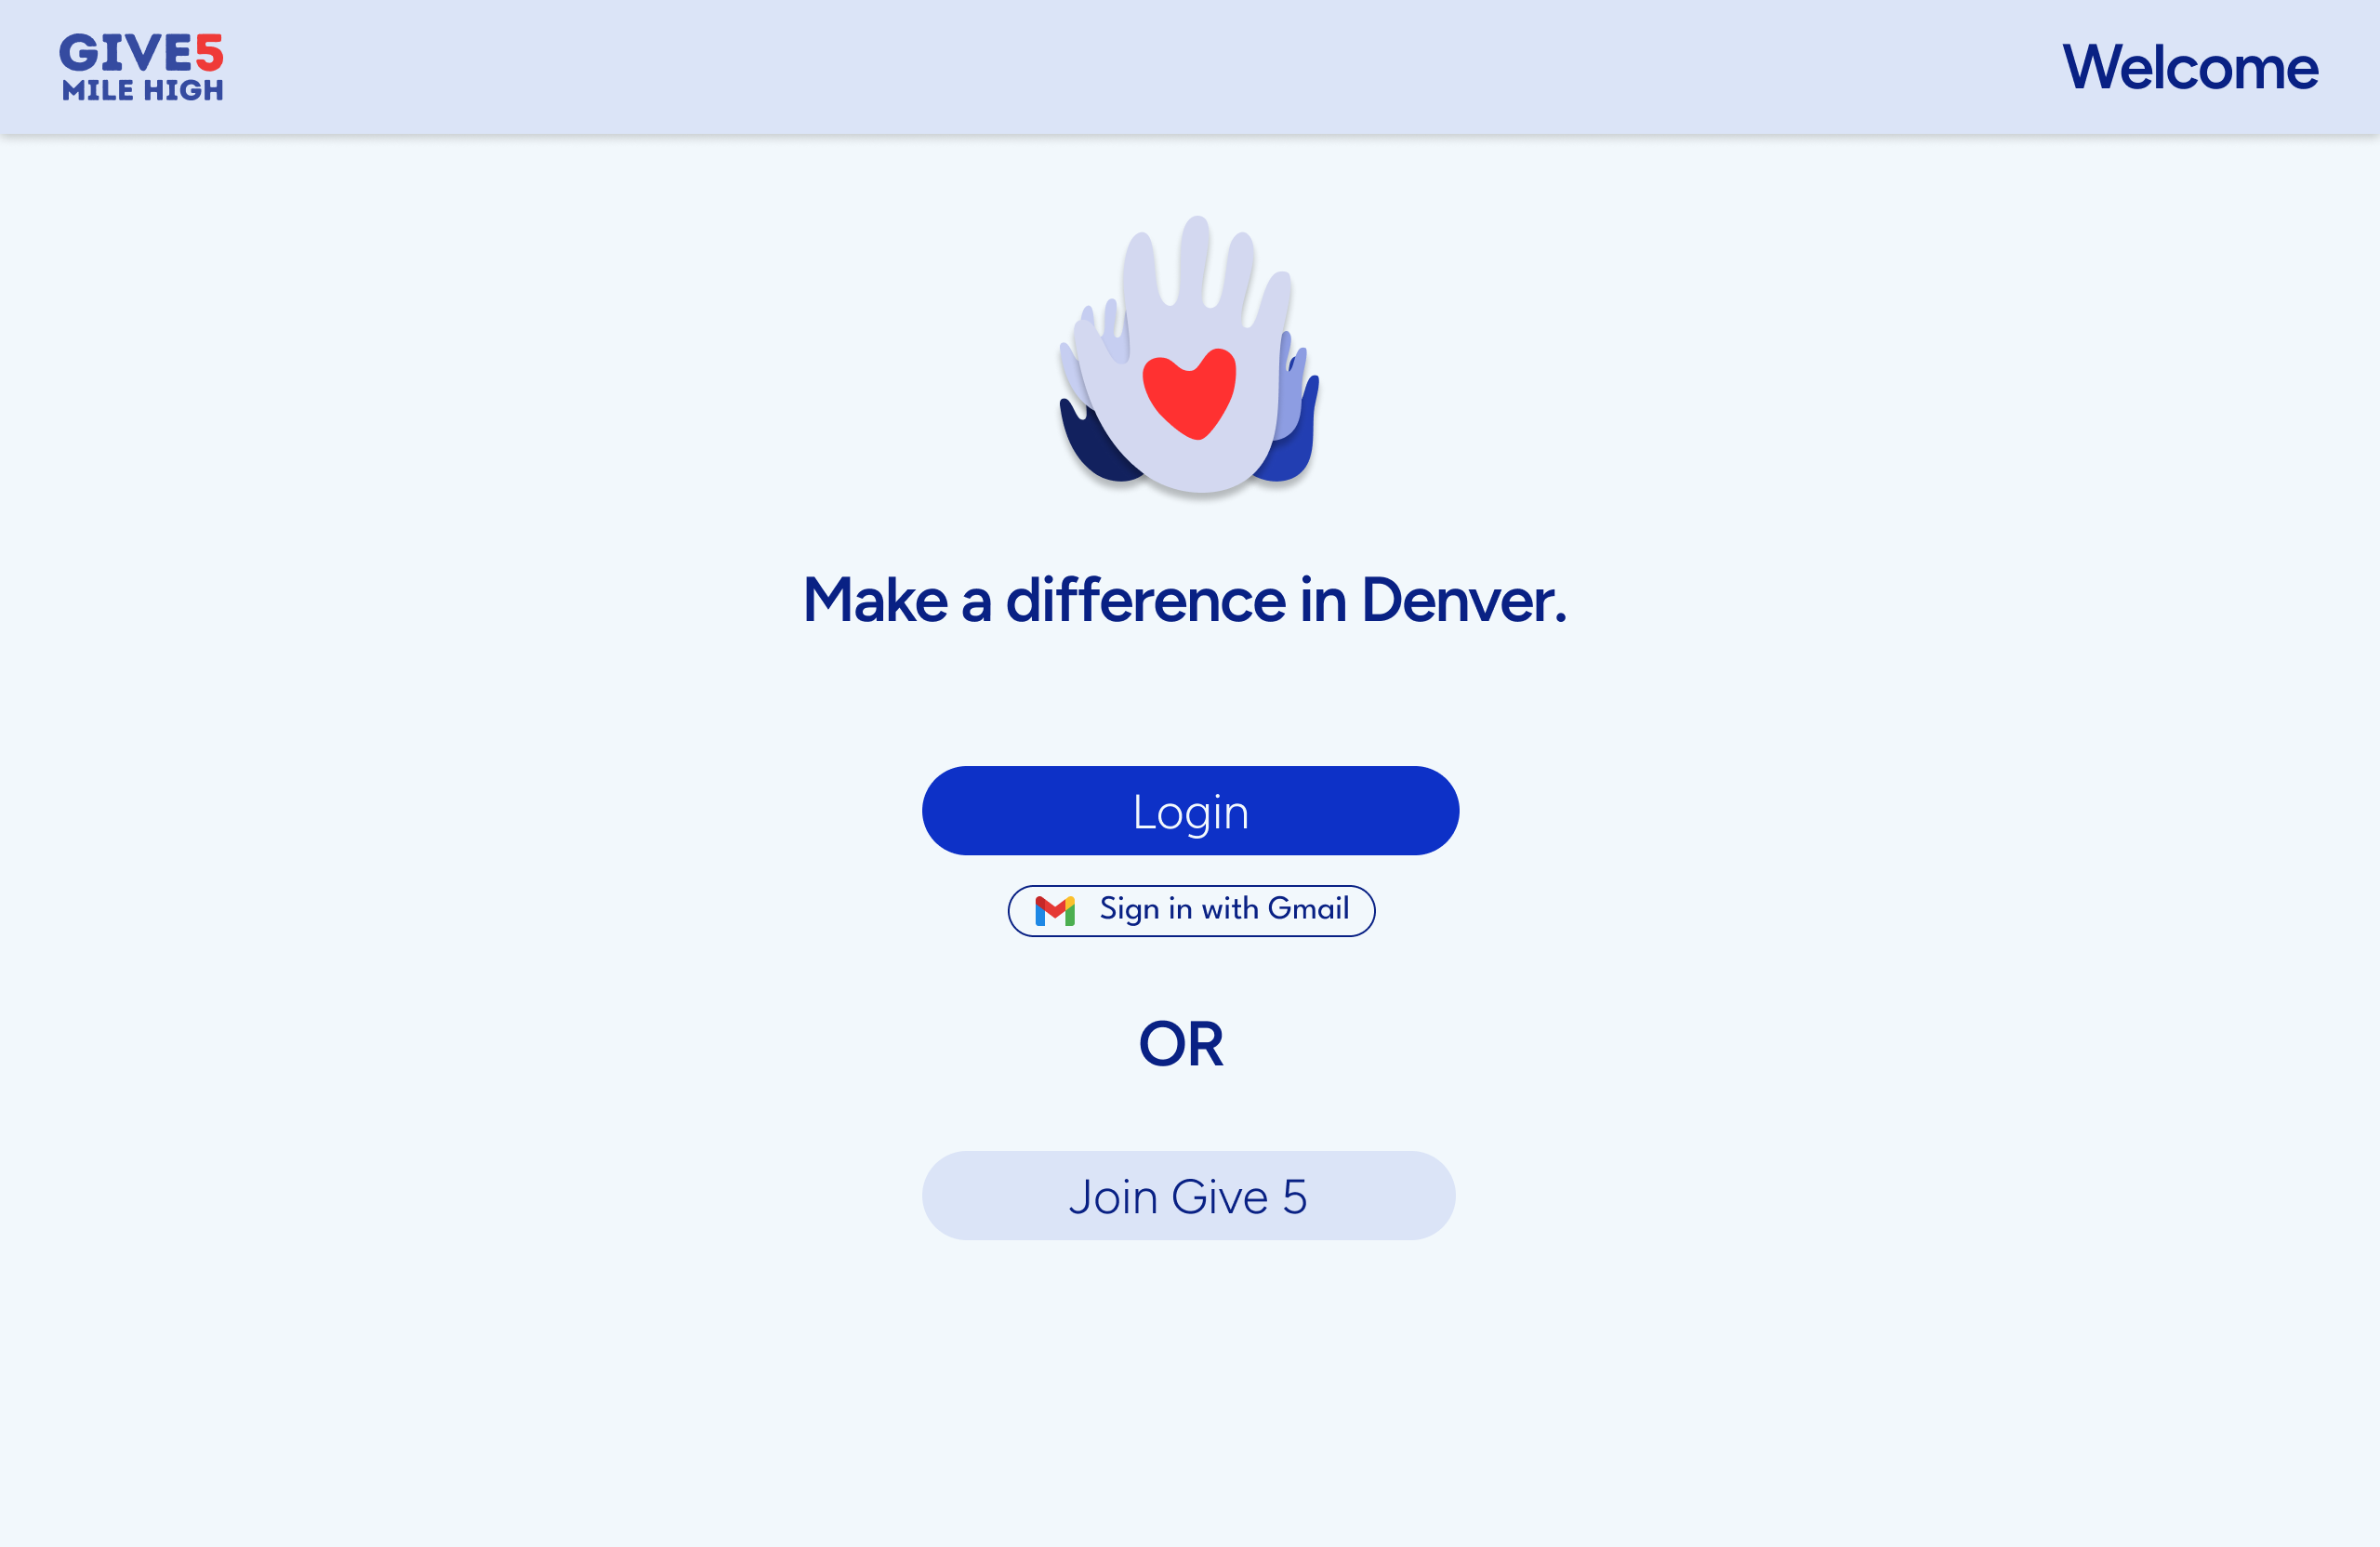 GIVE5
MILE HIGH
Welcome
Make a difference in Denver.
Login
Sign in with Gmail
OR
Join Give 5